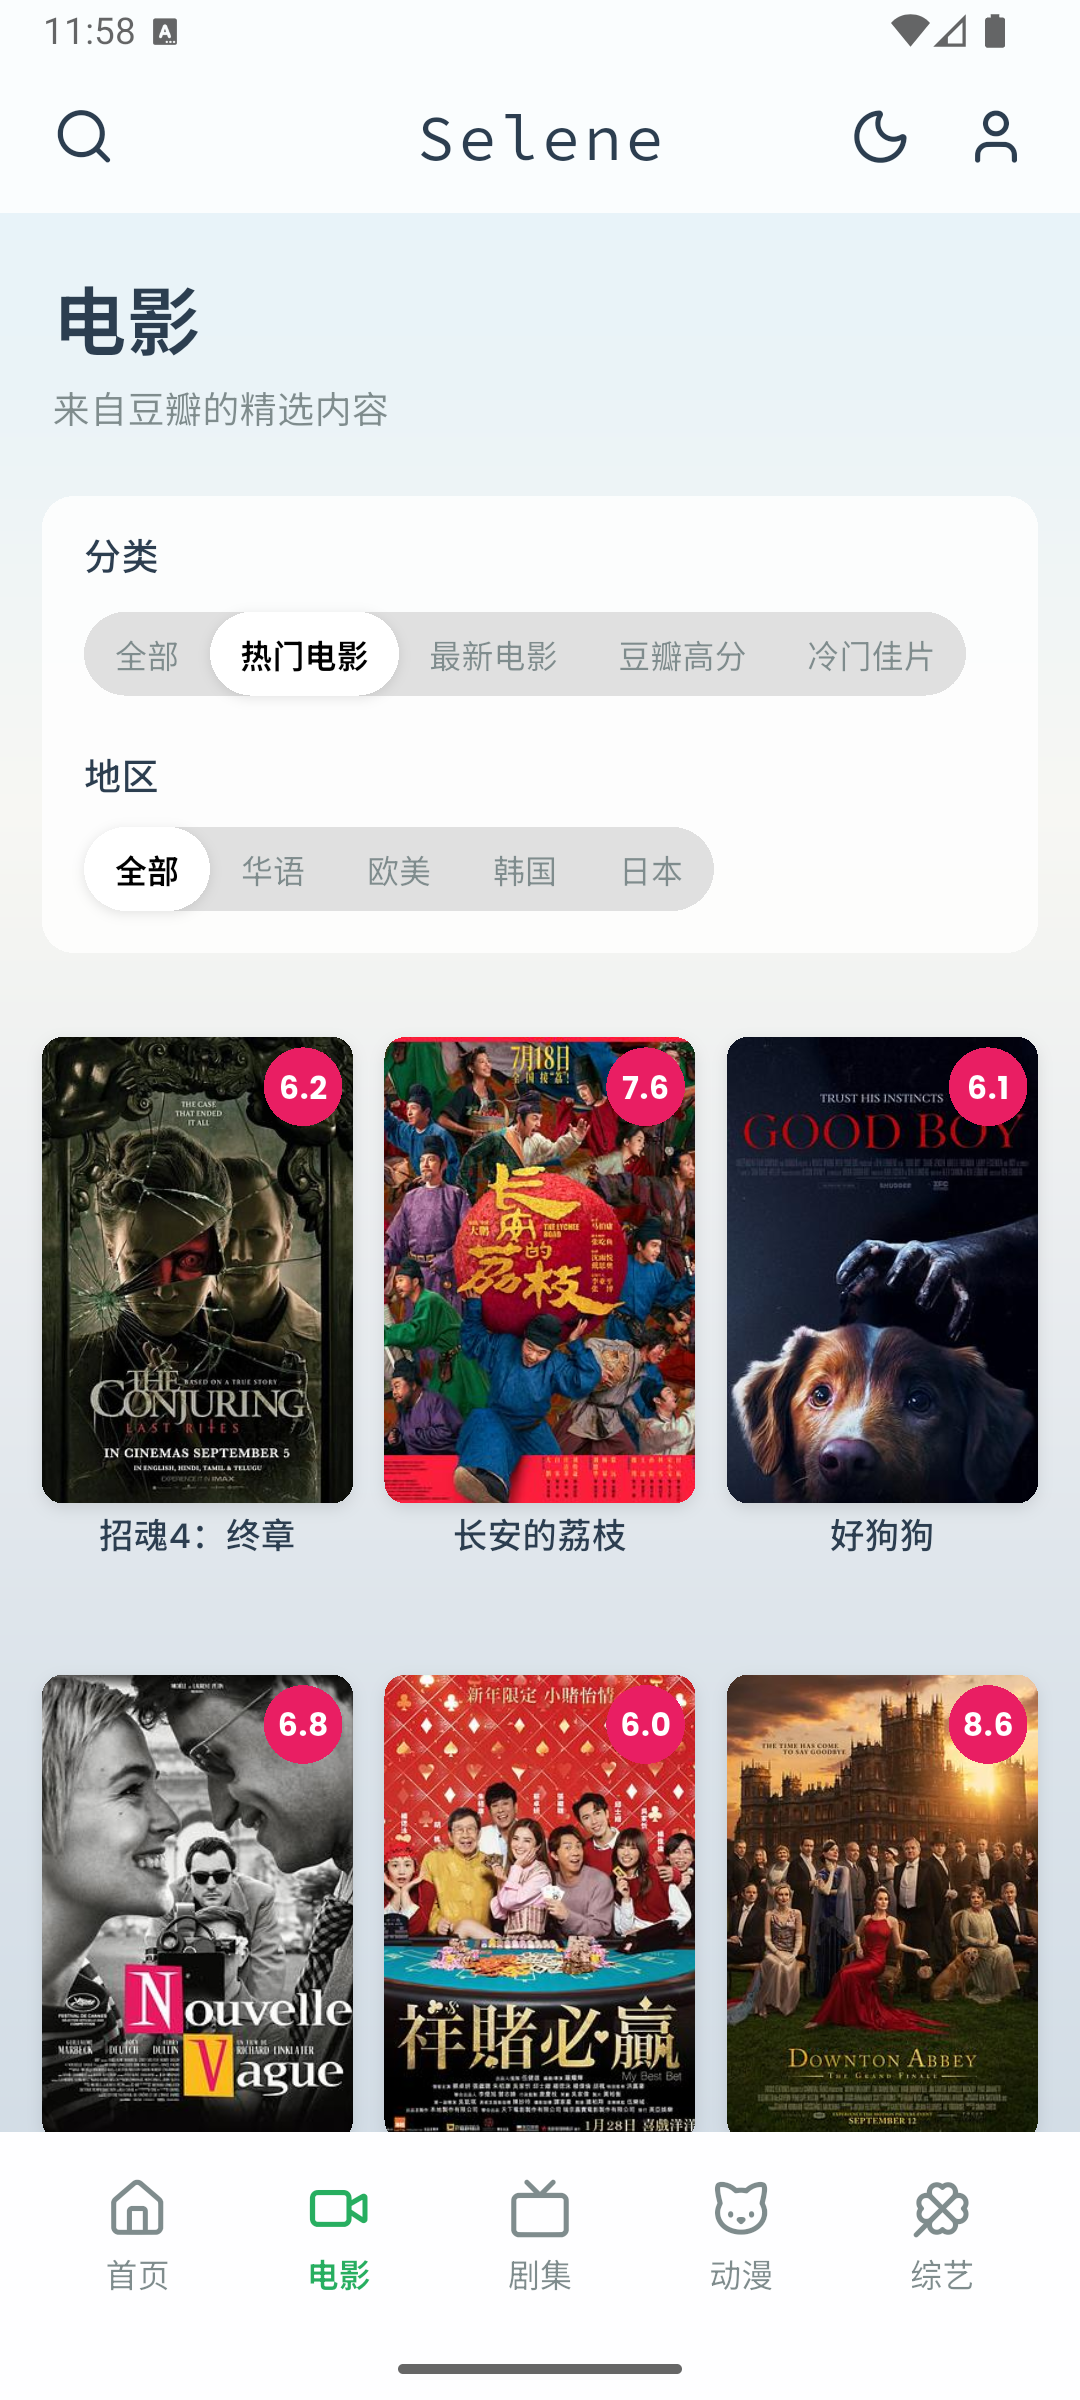 11:58
Selene
电影
来自豆瓣的精选内容
分类
全部 热门电影 最新电影 豆瓣高分 冷门佳片
地区
全部 华语 欧美 韩国 日本
6.2
THE CASE
THAT ENDED
IT ALL
THE
BASED ON A TRUE STORY
CONJURING
LAST RITES
IN CINEMAS SEPTEMBER 5
IN ENGLISH, HINDI, TAMIL & TELUGU
7月18日
7.6
长安的荔枝
THE LYCHEE ROAD
TRUST HIS INSTINCTS
6.1
GOOD BOY
SHUDDER
招魂4：终章
长安的荔枝
好狗狗
6.8
Nouvelle
Vague
GUILLAUME MARBECK
ZOEY DEUTCH
AUBRY DULLIN
UN FILM DE RICHARD LINKLATER
新年限定 小賭怡情
6.0
祥賭必贏
My Best Bet
1月28日 喜戲洋洋
8.6
THE TIME HAS COME
TO SAY GOODBYE
DOWNTON ABBEY
THE GRAND FINALE
SEPTEMBER 12
首页 电影 剧集 动漫 综艺